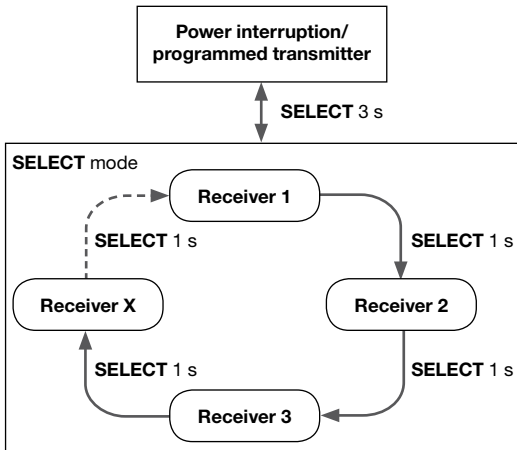 Power interruption/
programmed transmitter
SELECT 3 s
SELECT mode
Receiver 1
SELECT 1 s
SELECT 1 s
Receiver X
Receiver 2
SELECT 1 s
SELECT 1 s
Receiver 3